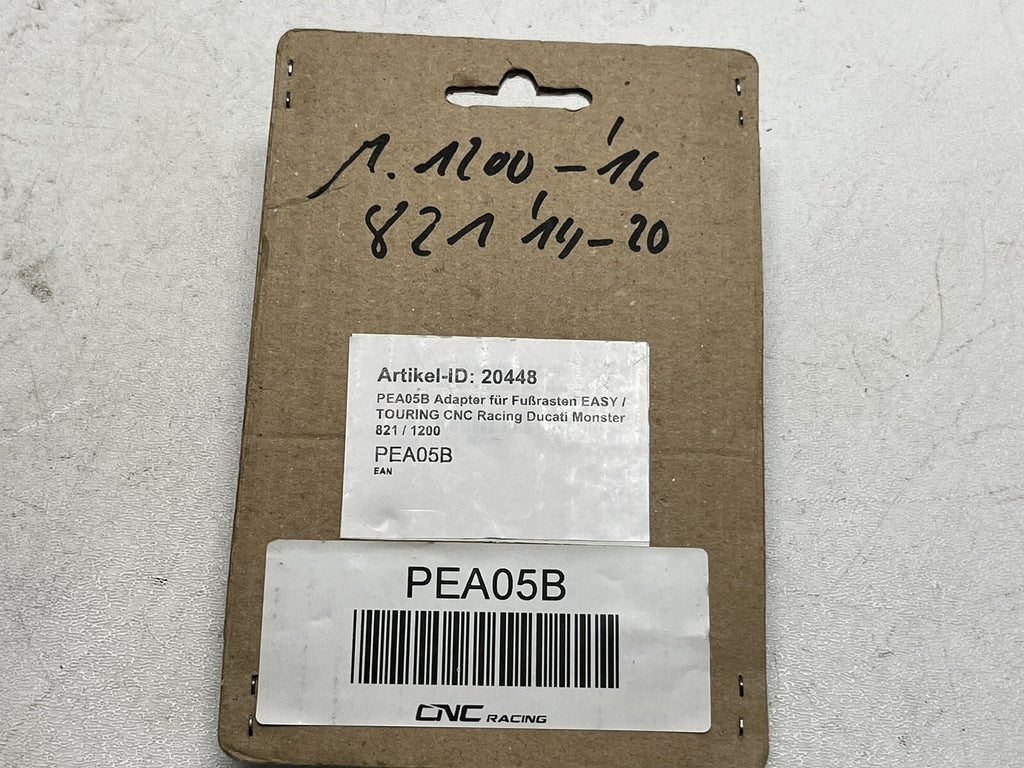 M. 1200 - '16
821 '14 - 20
Artikel-ID: 20448
PEA05B Adapter für Fußrasten EASY /
TOURING CNC Racing Ducati Monster
821 / 1200
PEA05B
EAN
PEA05B
CNC RACING